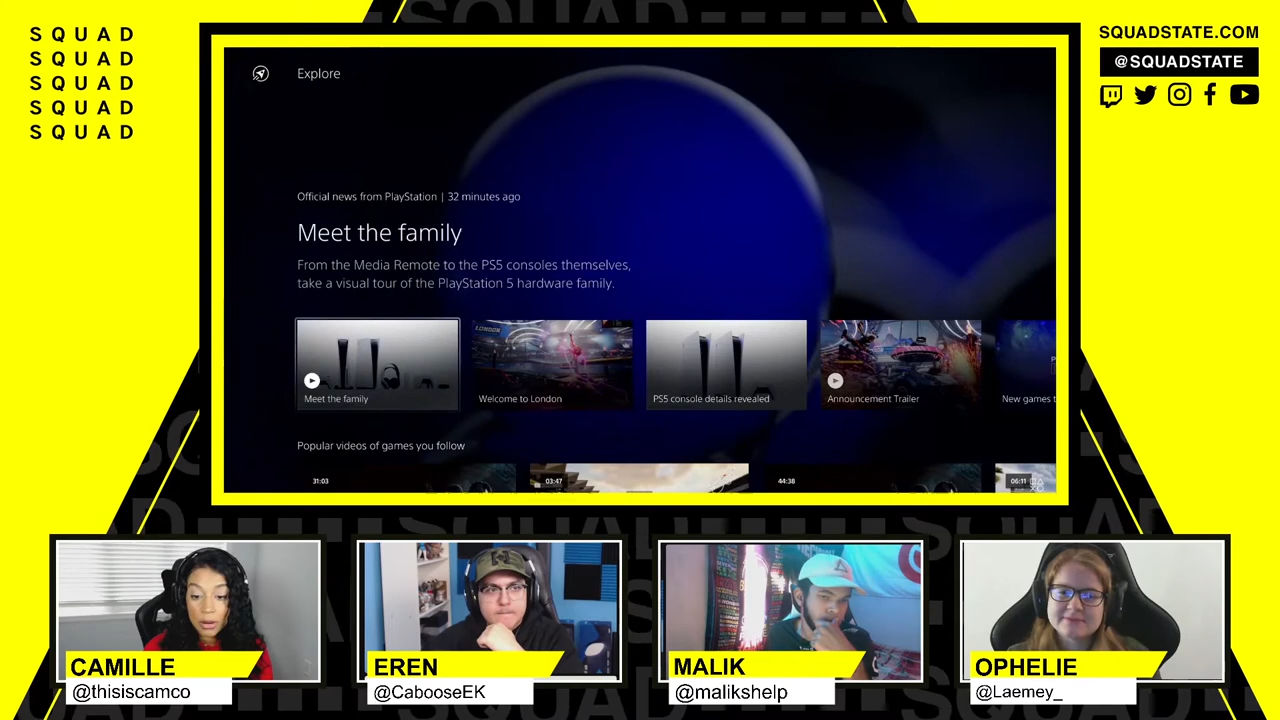 SQUAD
SQUAD
SQUAD
SQUAD
SQUAD
SQUADSTATE.COM
@SQUADSTATE
Explore
Official news from PlayStation | 32 minutes ago
Meet the family
From the Media Remote to the PS5 consoles themselves,
take a visual tour of the PlayStation 5 hardware family.
LONDON
Meet the family
Welcome to London
PS5 console details revealed
Announcement Trailer
New games t
Popular videos of games you follow
31:03
03:47
44:38
06:11
CAMILLE
@thisiscamco
EREN
@CabooseEK
MALIK
@malikshelp
OPHELIE
@Laemey_